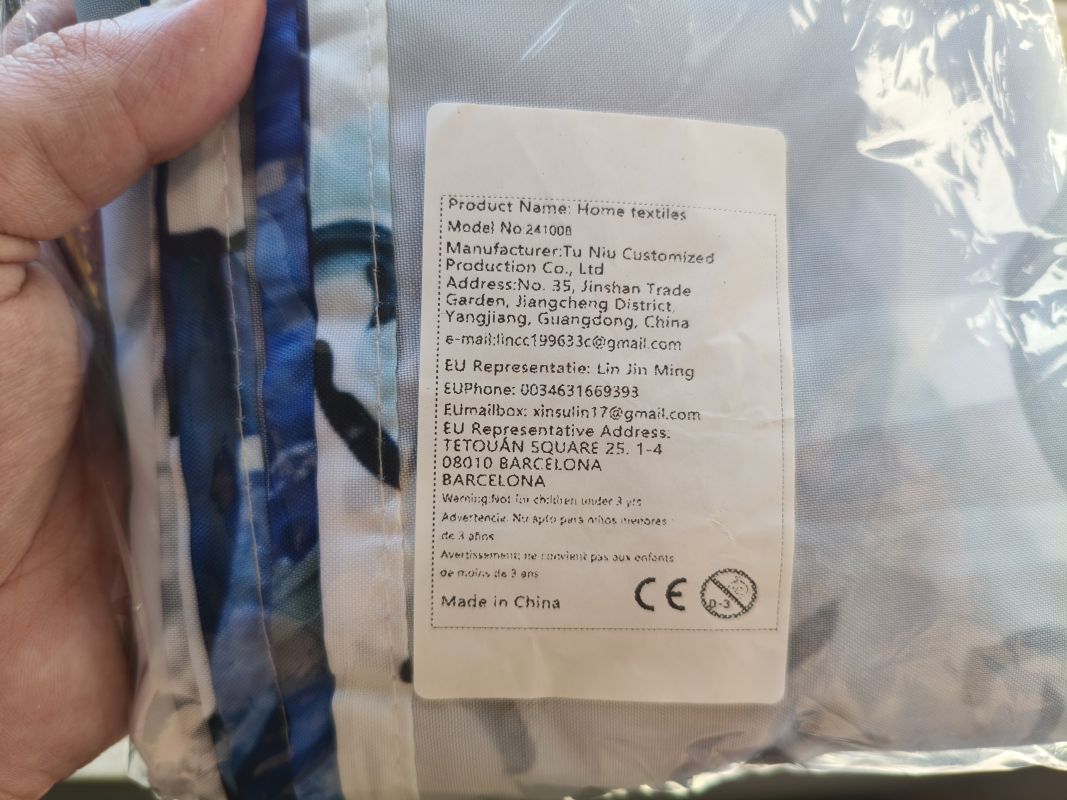 Product Name: Home textiles
Model No.241008
Manufacturer:Tu Niu Customized
Production Co., Ltd
Address:No. 35, Jinshan Trade
Garden, Jiangcheng District,
Yangjiang, Guangdong, China
e-mail:lincc199633c@gmail.com
EU Representatie: Lin Jin Ming
EUPhone: 0034631669393
EUmailbox: xinsulin17@gmail.com
EU Representative Address:
TETOUÁN SQUARE 25. 1-4
08010 BARCELONA
BARCELONA
Warning:Not for children under 3 yrs
Advertencia: No apto para niños menores
de 3 años
Avertissement: ne convient pas aux enfants
de moins de 3 ans
Made in China
CE
0-3